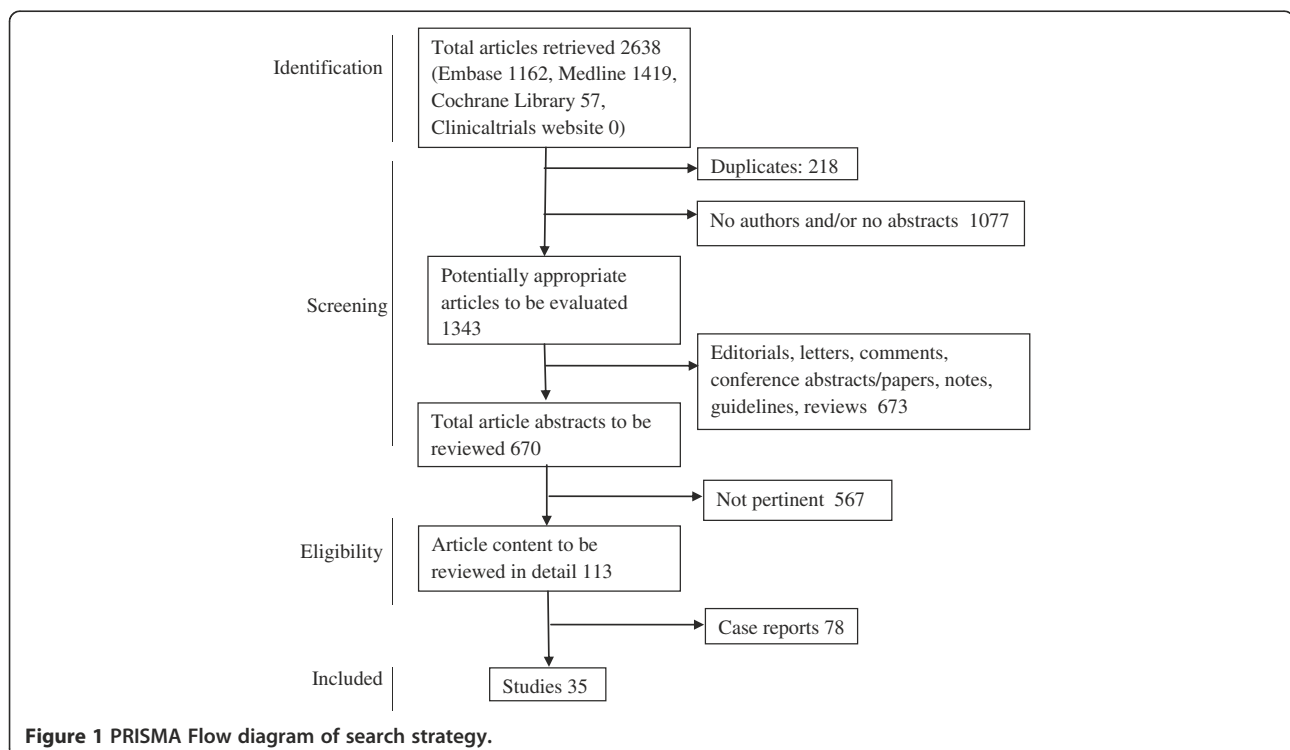 Identification
Total articles retrieved 2638
(Embase 1162, Medline 1419,
Cochrane Library 57,
Clinicaltrials website 0)
Duplicates: 218
No authors and/or no abstracts 1077
Screening
Potentially appropriate
articles to be evaluated
1343
Editorials, letters, comments,
conference abstracts/papers, notes,
guidelines, reviews 673
Total article abstracts to be
reviewed 670
Not pertinent 567
Eligibility
Article content to be
reviewed in detail 113
Case reports 78
Included
Studies 35
Figure 1 PRISMA Flow diagram of search strategy.